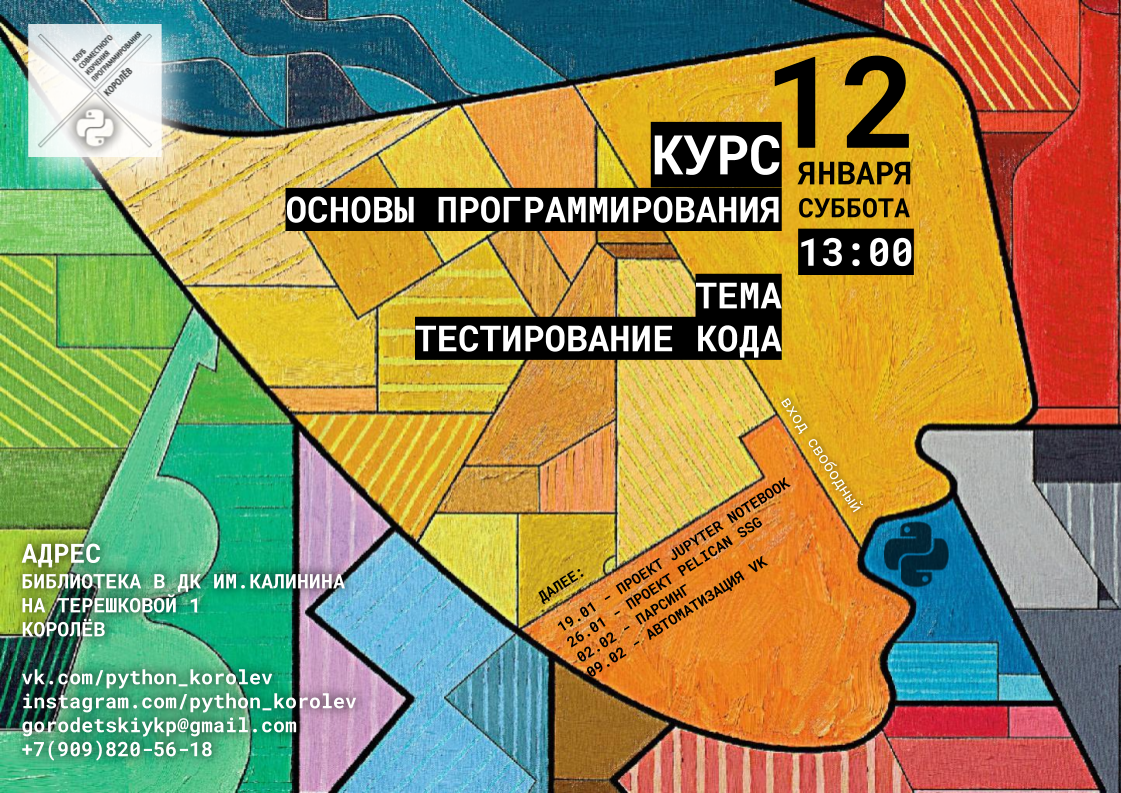 КЛУБ
СОВМЕСТНОГО
ИЗУЧЕНИЯ
ПРОГРАММИРОВАНИЯ
КОРОЛЁВ
12
ЯНВАРЯ
СУББОТА
13:00
КУРС
ОСНОВЫ ПРОГРАММИРОВАНИЯ
ТЕМА
ТЕСТИРОВАНИЕ КОДА
вход свободный
ДАЛЕЕ:
19.01 - ПРОЕКТ JUPYTER NOTEBOOK
26.01 - ПРОЕКТ PELICAN SSG
02.02 - ПАРСИНГ
09.02 - АВТОМАТИЗАЦИЯ VK
АДРЕС
БИБЛИОТЕКА В ДК ИМ.КАЛИНИНА
НА ТЕРЕШКОВОЙ 1
КОРОЛЁВ
vk.com/python_korolev
instagram.com/python_korolev
gorodetskiykp@gmail.com
+7(909)820-56-18